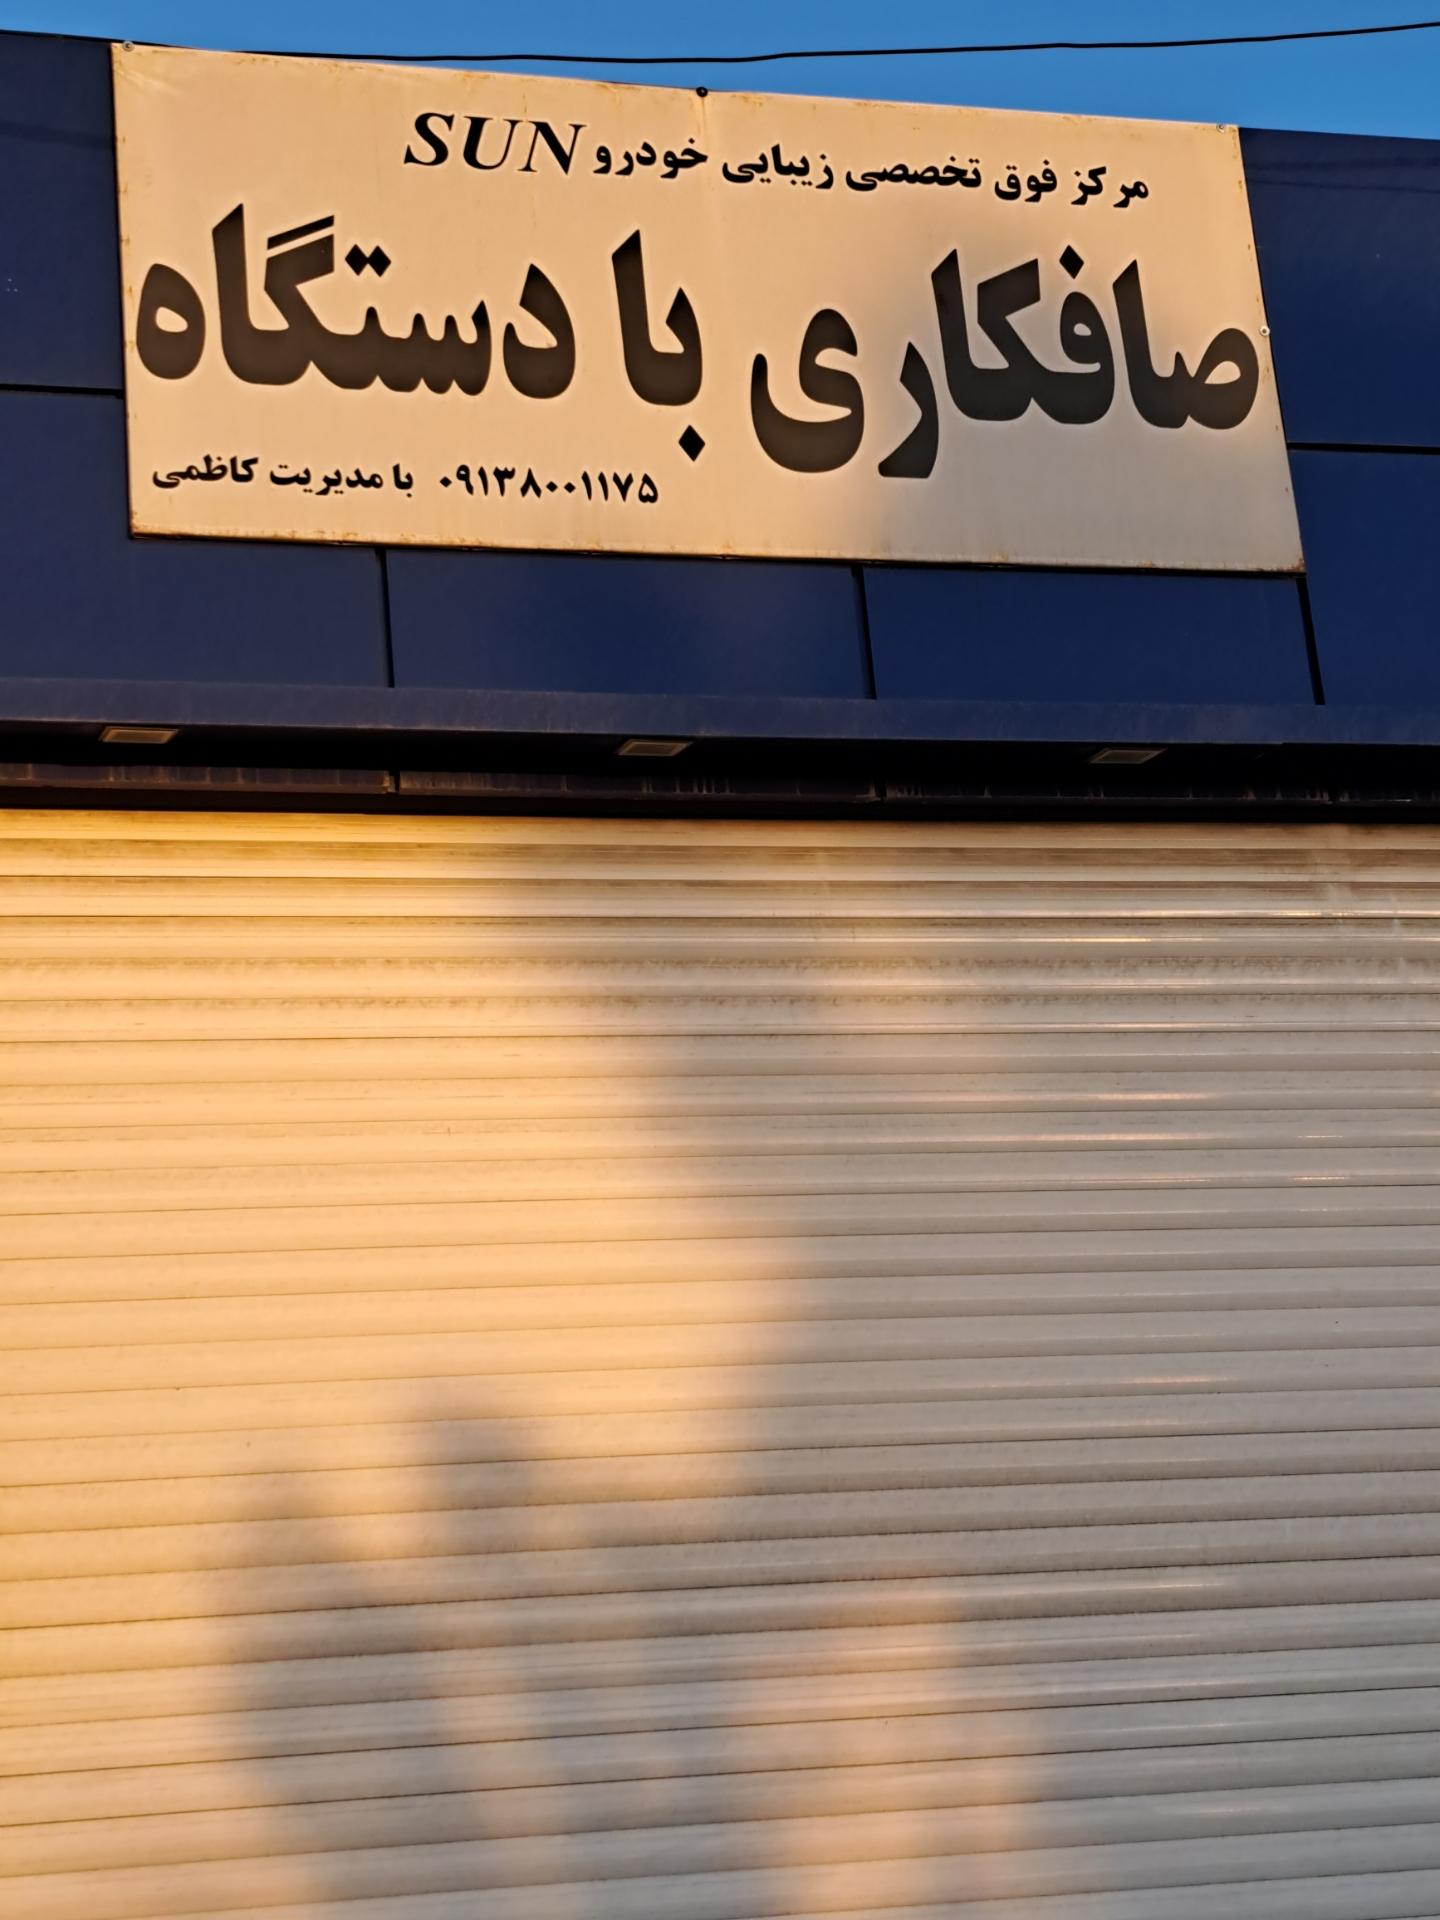 مرکز فوق تخصصی زیبایی خودرو SUN
صافکاری با دستگاه
۰۹۱۳۸۰۰۱۱۷۵ با مدیریت کاظمی